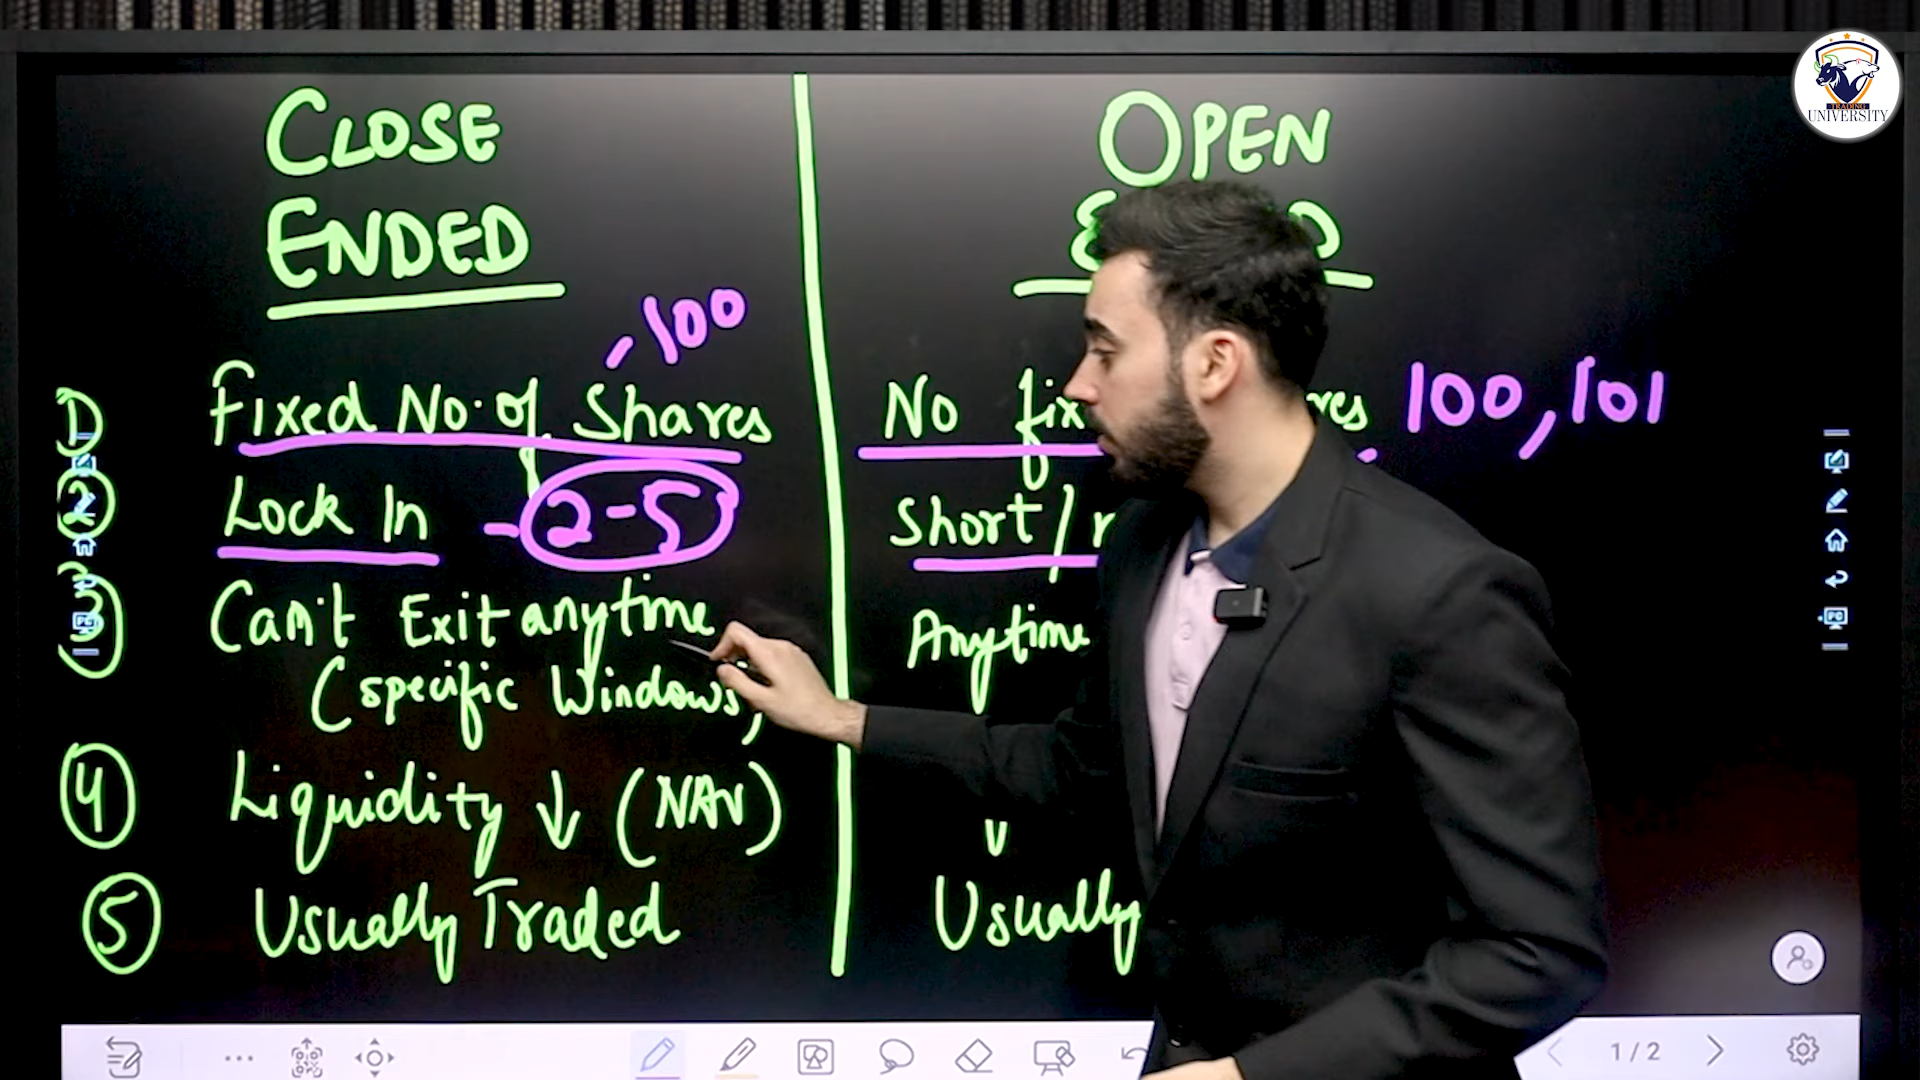 CLOSE
ENDED
OPEN
- 100
1 Fixed No. of Shares
No
100, 101
2 Lock In - 2-5
Short /
3 Can't Exit anytime
(specific Windows)
Anytime
4 Liquidity ↓ (NAV)
5 Usually Traded
Usually
TRADING
UNIVERSITY
1 / 2